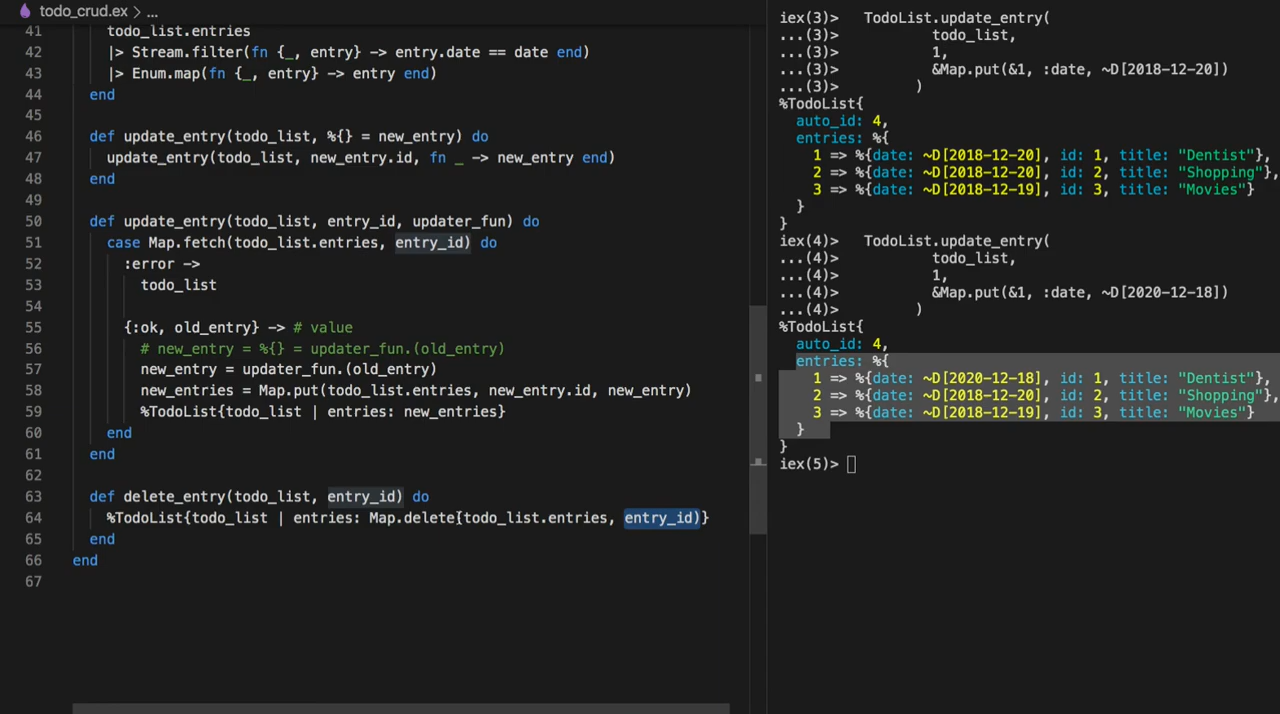 todo_crud.ex > ...
41 todo_list.entries
42 |> Stream.filter(fn {_, entry} -> entry.date == date end)
43 |> Enum.map(fn {_, entry} -> entry end)
44 end
45
46 def update_entry(todo_list, %{} = new_entry) do
47 update_entry(todo_list, new_entry.id, fn _ -> new_entry end)
48 end
49
50 def update_entry(todo_list, entry_id, updater_fun) do
51 case Map.fetch(todo_list.entries, entry_id) do
52 :error ->
53 todo_list
54
55 {:ok, old_entry} -> # value
56 # new_entry = %{} = updater_fun.(old_entry)
57 new_entry = updater_fun.(old_entry)
58 new_entries = Map.put(todo_list.entries, new_entry.id, new_entry)
59 %TodoList{todo_list | entries: new_entries}
60 end
61 end
62
63 def delete_entry(todo_list, entry_id) do
64 %TodoList{todo_list | entries: Map.delete(todo_list.entries, entry_id)}
65 end
66 end
67
iex(3)> TodoList.update_entry(
...(3)> todo_list,
...(3)> 1,
...(3)> &Map.put(&1, :date, ~D[2018-12-20])
...(3)> )
%TodoList{
auto_id: 4,
entries: %{
1 => %{date: ~D[2018-12-20], id: 1, title: "Dentist"},
2 => %{date: ~D[2018-12-20], id: 2, title: "Shopping"},
3 => %{date: ~D[2018-12-19], id: 3, title: "Movies"}
}
}
iex(4)> TodoList.update_entry(
...(4)> todo_list,
...(4)> 1,
...(4)> &Map.put(&1, :date, ~D[2020-12-18])
...(4)> )
%TodoList{
auto_id: 4,
entries: %{
1 => %{date: ~D[2020-12-18], id: 1, title: "Dentist"},
2 => %{date: ~D[2018-12-20], id: 2, title: "Shopping"},
3 => %{date: ~D[2018-12-19], id: 3, title: "Movies"}
}
}
iex(5)>